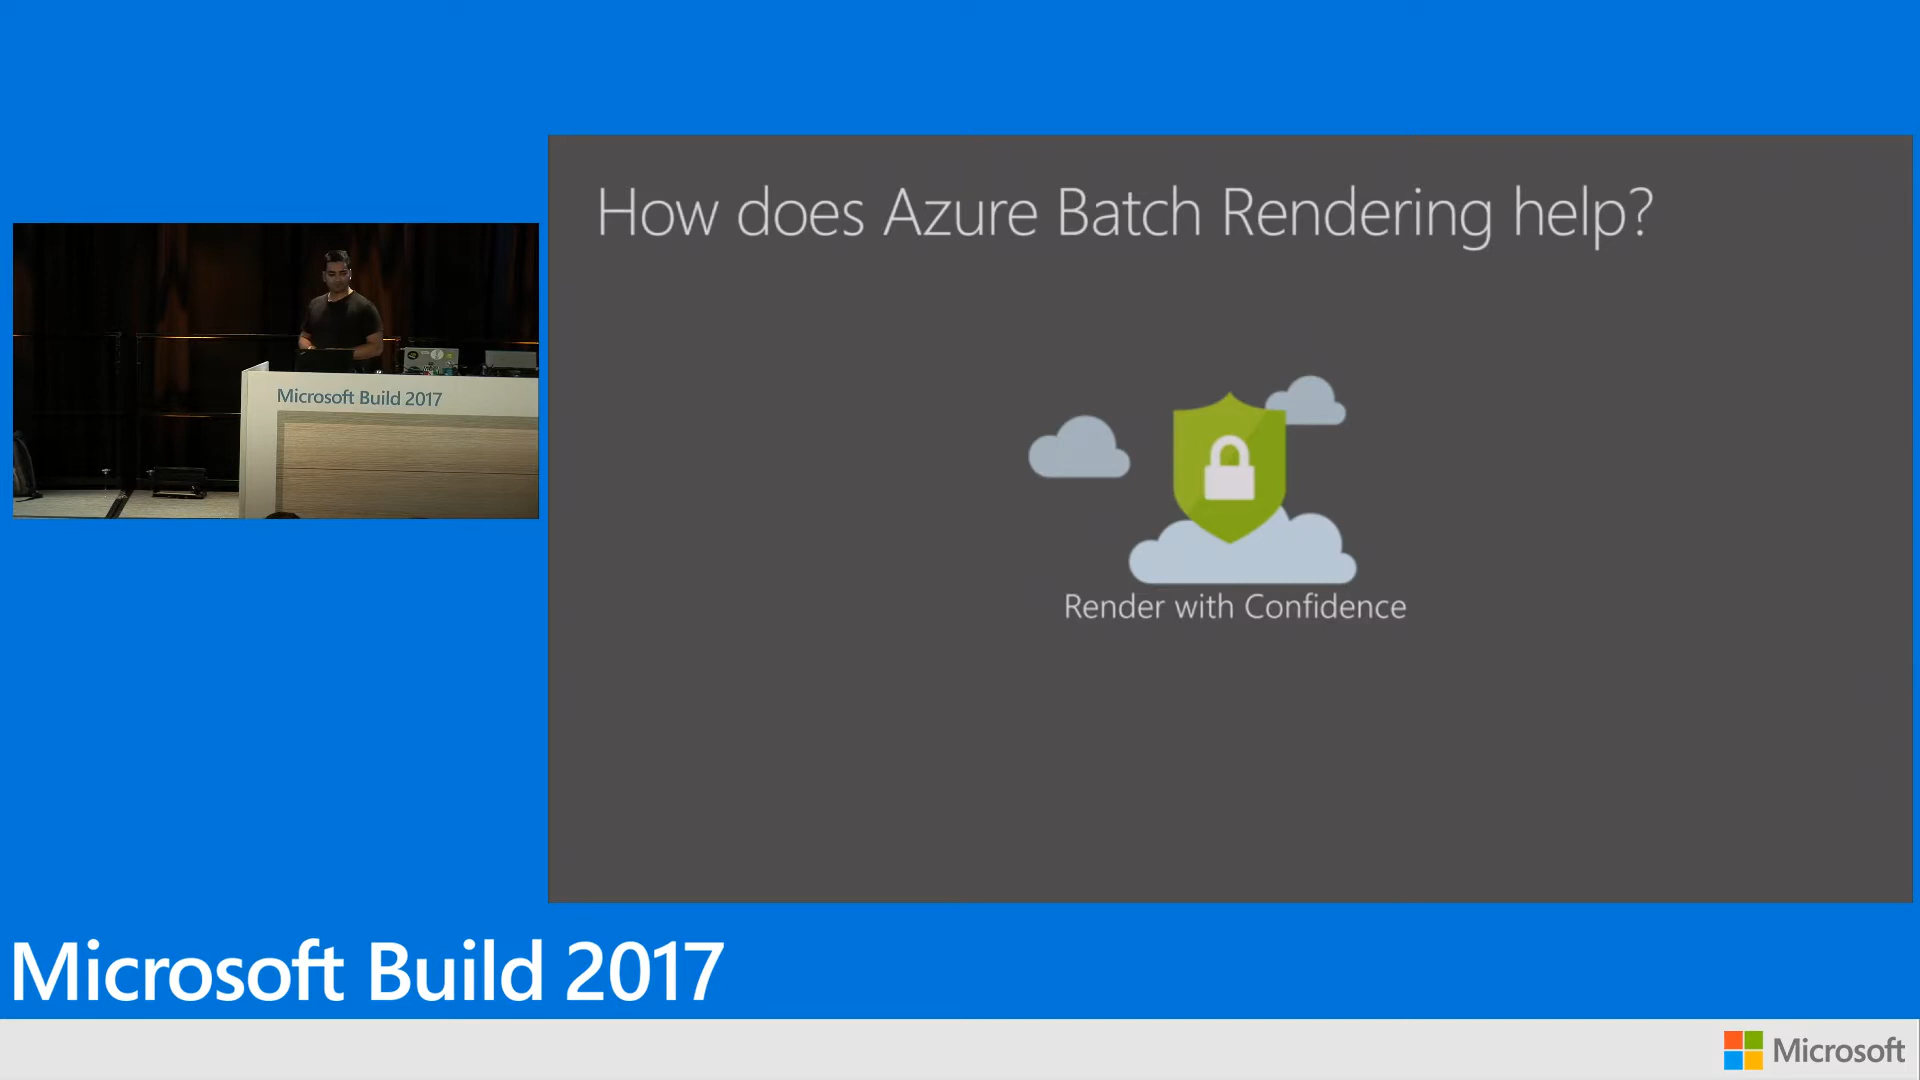 How does Azure Batch Rendering help?
Microsoft Build 2017
Render with Confidence
Microsoft Build 2017
Microsoft